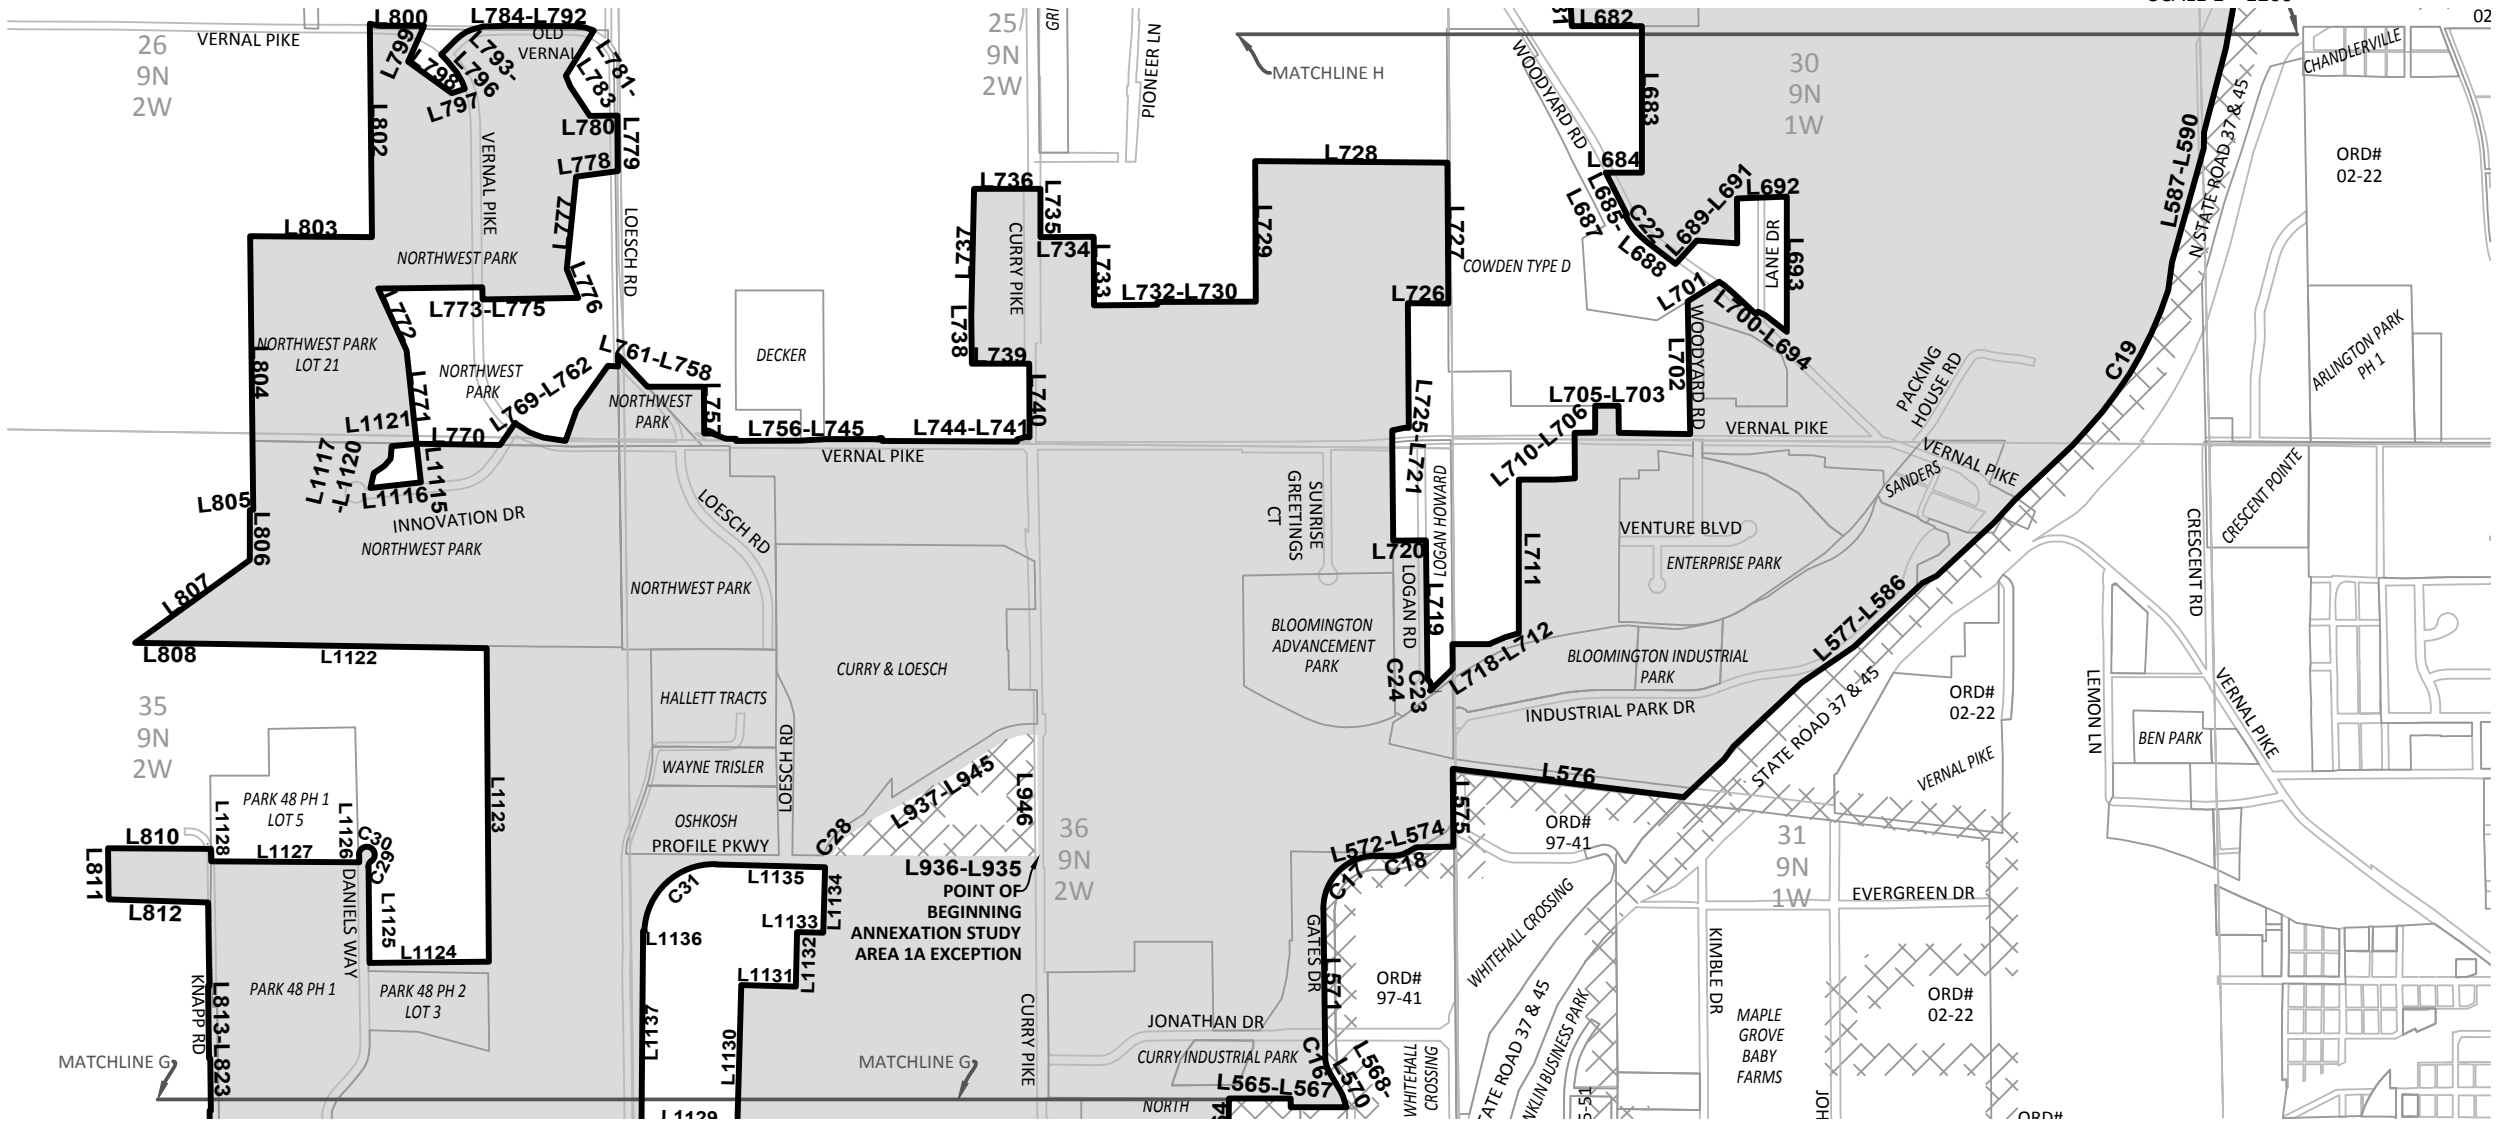 L800
L784-L792
VERNAL PIKE
26
9N
2W
L799
L798
L797
L793-
L796
OLD
VERNAL
L781-
L783
L780
L779
L778
L777
L776
L802
L803
VERNAL PIKE
LOESCH RD
NORTHWEST PARK
L773-L775
L772
L771
L770
L769-L762
L761-L758
L757
NORTHWEST PARK
LOT 21
NORTHWEST
PARK
NORTHWEST
PARK
L804
L805
L806
L807
L808
L1121
L1117
-L1120
L1116
L1115
INNOVATION DR
NORTHWEST PARK
LOESCH RD
NORTHWEST PARK
25
9N
2W
GRI
PIONEER LN
MATCHLINE H
L736
L735
L734
L733
L732-L730
L729
L728
L727
L726
L737
L738
L739
L740
CURRY PIKE
DECKER
L756-L745
L744-L741
VERNAL PIKE
L682
L683
L684
L685-
L687
L688
C22
L689-L691
L692
L693
LANE DR
L701
L700-L694
L702
WOODYARD RD
WOODYARD RD
COWDEN TYPE D
30
9N
1W
L705-L703
L710-L706
L711
L725-L721
LOGAN HOWARD
L720
L719
LOGAN RD
C24
C23
L718-L712
SUNRISE
GREETINGS
CT
BLOOMINGTON
ADVANCEMENT
PARK
VERNAL PIKE
VERNAL PIKE
PACKING
HOUSE RD
SANDERS
VENTURE BLVD
ENTERPRISE PARK
BLOOMINGTON INDUSTRIAL
PARK
INDUSTRIAL PARK DR
L577-L586
C19
L587-L590
N STATE ROAD 37 & 45
CHANDLERVILLE
02
ORD#
02-22
ARLINGTON PARK
PH 1
CRESCENT POINTE
CRESCENT RD
LEMON LN
VERNAL PIKE
BEN PARK
ORD#
02-22
VERNAL PIKE
STATE ROAD 37 & 45
L576
L575
L572-L574
C17
C18
ORD#
97-41
31
9N
1W
EVERGREEN DR
KIMBLE DR
WHITEHALL CROSSING
ORD#
97-41
ORD#
02-22
MAPLE
GROVE
BABY
FARMS
GATES DR
L571
C16
L568-
L570
L565-L567
JONATHAN DR
CURRY INDUSTRIAL PARK
NORTH
WHITEHALL
CROSSING
ATE ROAD 37 & 45
NKLIN BUSINESS PARK
JOH
ORD#
35
9N
2W
L1122
L1123
L1124
L1125
L1126
L1127
L1128
C30
C29
PARK 48 PH 1
LOT 5
L810
L811
L812
L813-L823
KNAPP RD
PARK 48 PH 1
DANIELS WAY
PARK 48 PH 2
LOT 3
MATCHLINE G
MATCHLINE G
HALLETT TRACTS
WAYNE TRISLER
OSHKOSH
PROFILE PKWY
LOESCH RD
CURRY & LOESCH
L937-L945
L946
C28
L936-L935
POINT OF
BEGINNING
ANNEXATION STUDY
AREA 1A EXCEPTION
36
9N
2W
CURRY PIKE
C31
L1135
L1134
L1133
L1132
L1131
L1130
L1129
L1136
L1137